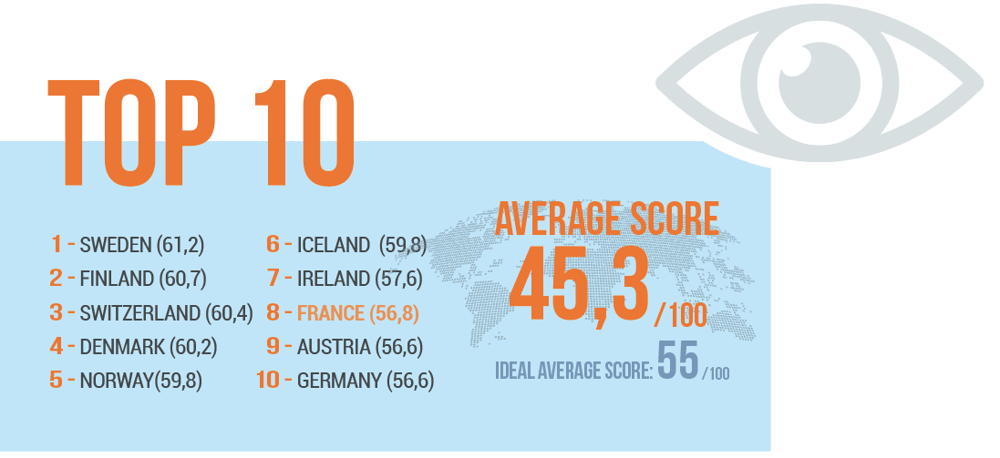 TOP 10
1 - SWEDEN (61,2)
2 - FINLAND (60,7)
3 - SWITZERLAND (60,4)
4 - DENMARK (60,2)
5 - NORWAY(59,8)
6 - ICELAND (59,8)
7 - IRELAND (57,6)
8 - FRANCE (56,8)
9 - AUSTRIA (56,6)
10 - GERMANY (56,6)
AVERAGE SCORE
45,3/100
IDEAL AVERAGE SCORE: 55/100